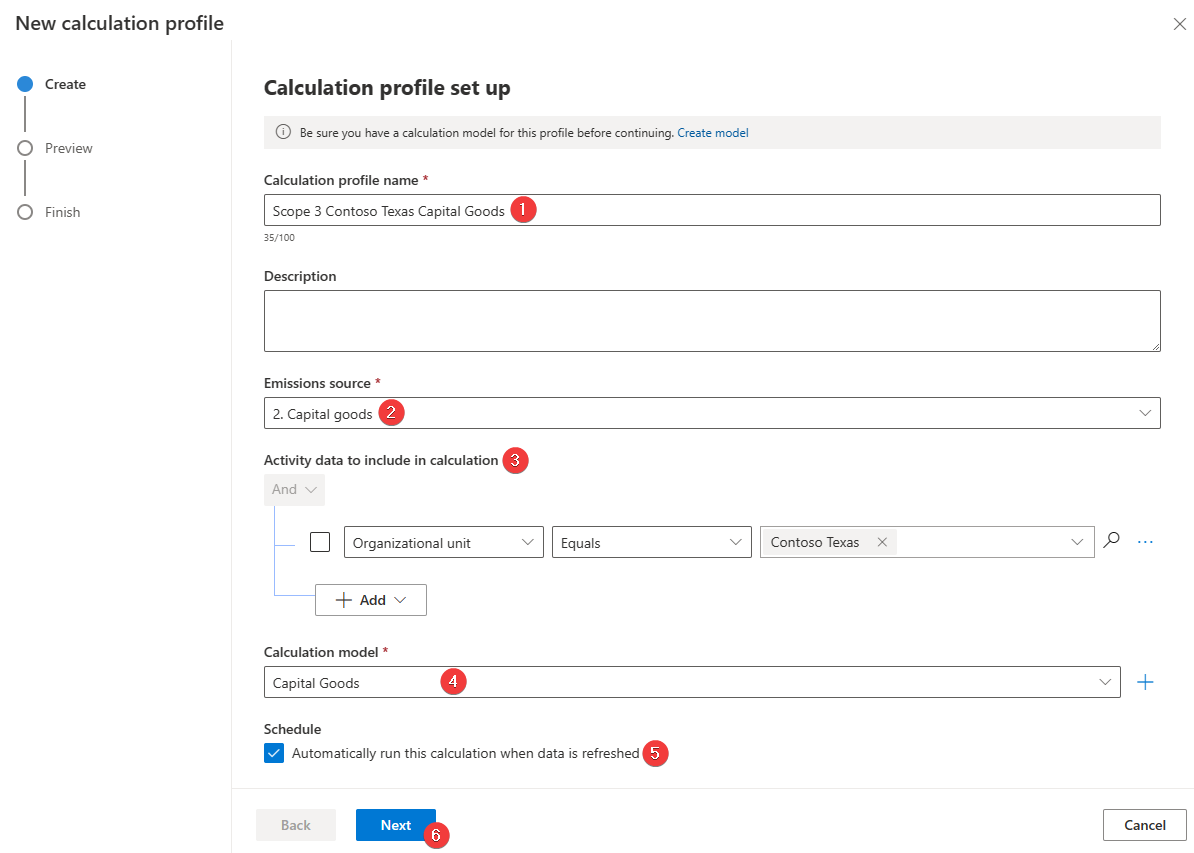 New calculation profile
Create
Preview
Finish
Calculation profile set up
Be sure you have a calculation model for this profile before continuing. Create model
Calculation profile name *
Scope 3 Contoso Texas Capital Goods 1
35/100
Description
Emissions source *
2. Capital goods 2
Activity data to include in calculation 3
And
Organizational unit Equals Contoso Texas
Add
Calculation model *
Capital Goods 4
Schedule
Automatically run this calculation when data is refreshed 5
Back Next 6 Cancel